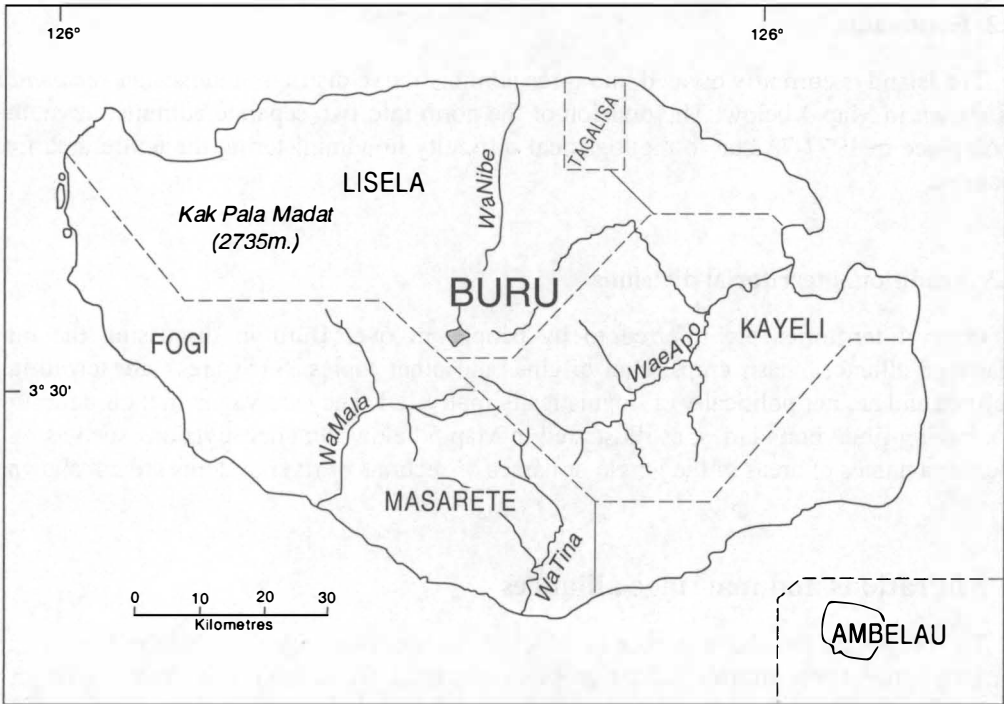 126°
126°
TAGALISA
WaNibe
LISELA
Kak Pala Madat
(2735m.)
BURU
KAYELI
FOGI
WaeApo
3° 30'
WaMala
MASARETE
WaTina
0 10 20 30
Kilometres
AMBELAU